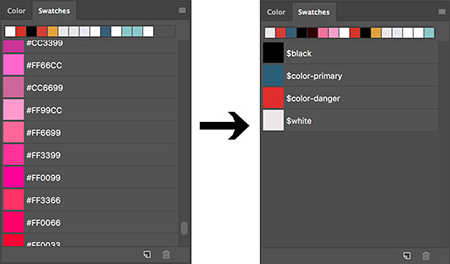 Color Swatches
#CC3399
#FF66CC
#CC6699
#FF99CC
#FF6699
#FF3399
#FF0099
#FF3366
#FF0066
#FF0033
Color Swatches
$black
$color-primary
$color-danger
$white